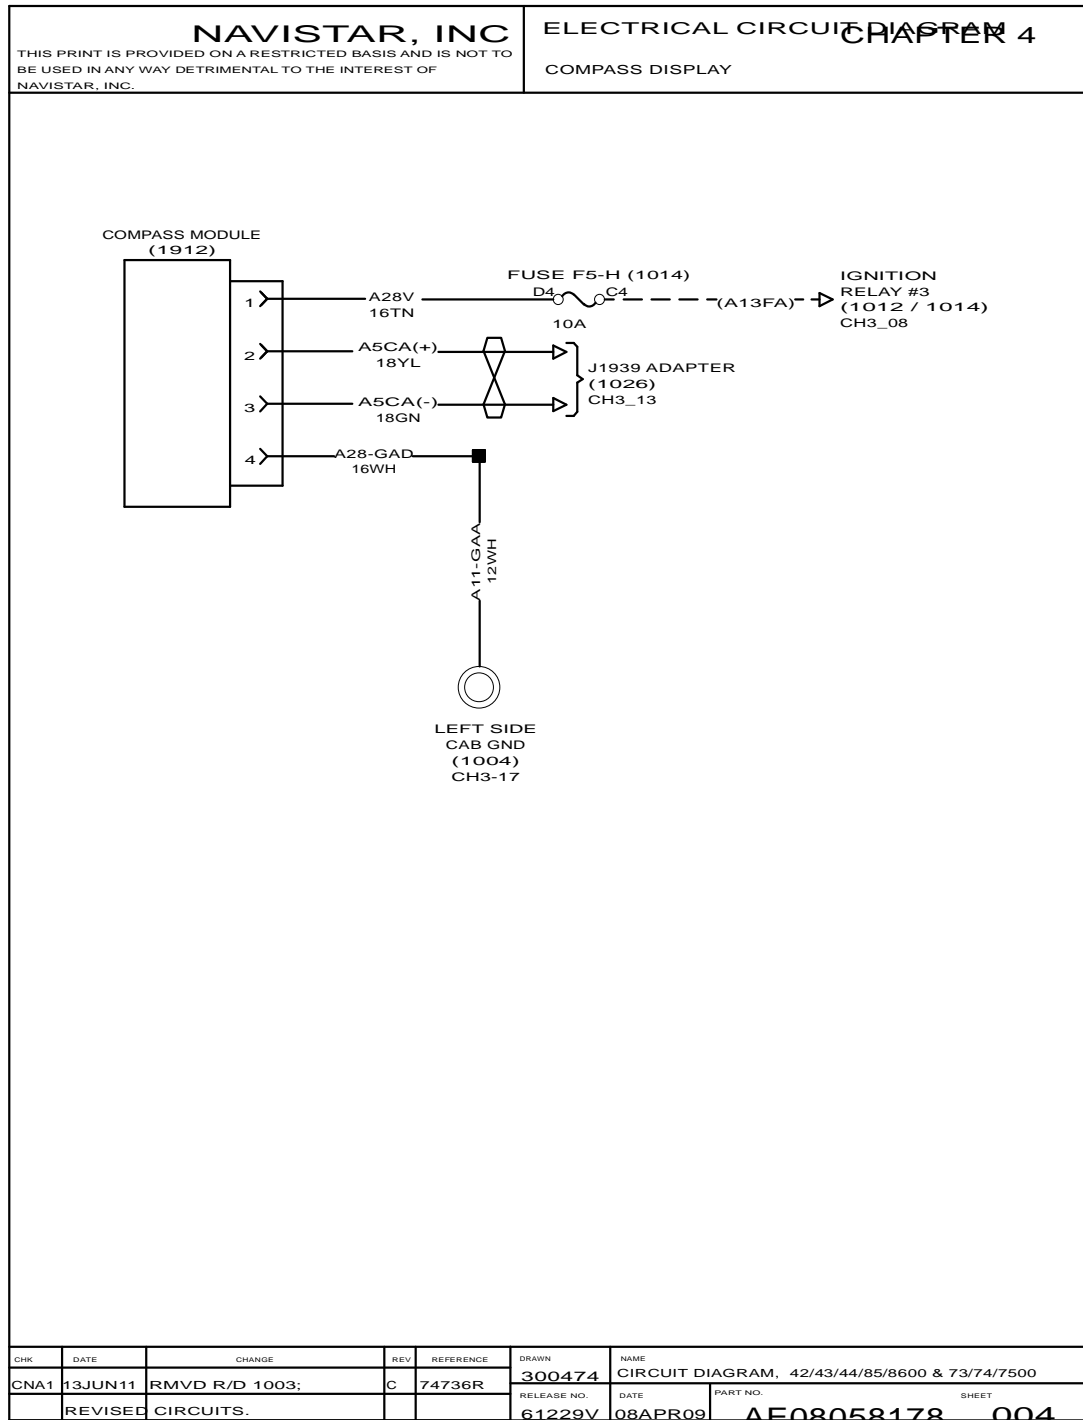 NAVISTAR, INC
THIS PRINT IS PROVIDED ON A RESTRICTED BASIS AND IS NOT TO
BE USED IN ANY WAY DETRIMENTAL TO THE INTEREST OF
NAVISTAR, INC.
ELECTRICAL CIRCUIT DIAGRAM
CHAPTER 4
COMPASS DISPLAY
COMPASS MODULE
(1912)
1
A28V
16TN
FUSE F5-H (1014)
D4
C4
10A
(A13FA)
IGNITION
RELAY #3
(1012 / 1014)
CH3_08
2
A5CA(+)
18YL
3
A5CA(-)
18GN
J1939 ADAPTER
(1026)
CH3_13
4
A28-GAD
16WH
A11-GAA
12WH
LEFT SIDE
CAB GND
(1004)
CH3-17
CHK DATE CHANGE REV REFERENCE
CNA1 13JUN11 RMVD R/D 1003; C 74736R
REVISED CIRCUITS.
DRAWN
300474
NAME
CIRCUIT DIAGRAM, 42/43/44/85/8600 & 73/74/7500
RELEASE NO.
61229V
DATE
08APR09
PART NO.
AE08058178
SHEET
004